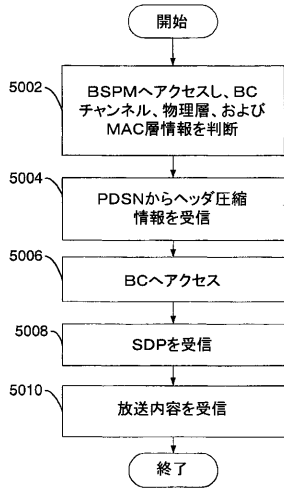 開始
5002
BSPMへアクセスし、BC
チャンネル、物理層、および
MAC層情報を判断
5004
PDSNからヘッダ圧縮
情報を受信
5006
BCへアクセス
5008
SDPを受信
5010
放送内容を受信
終了